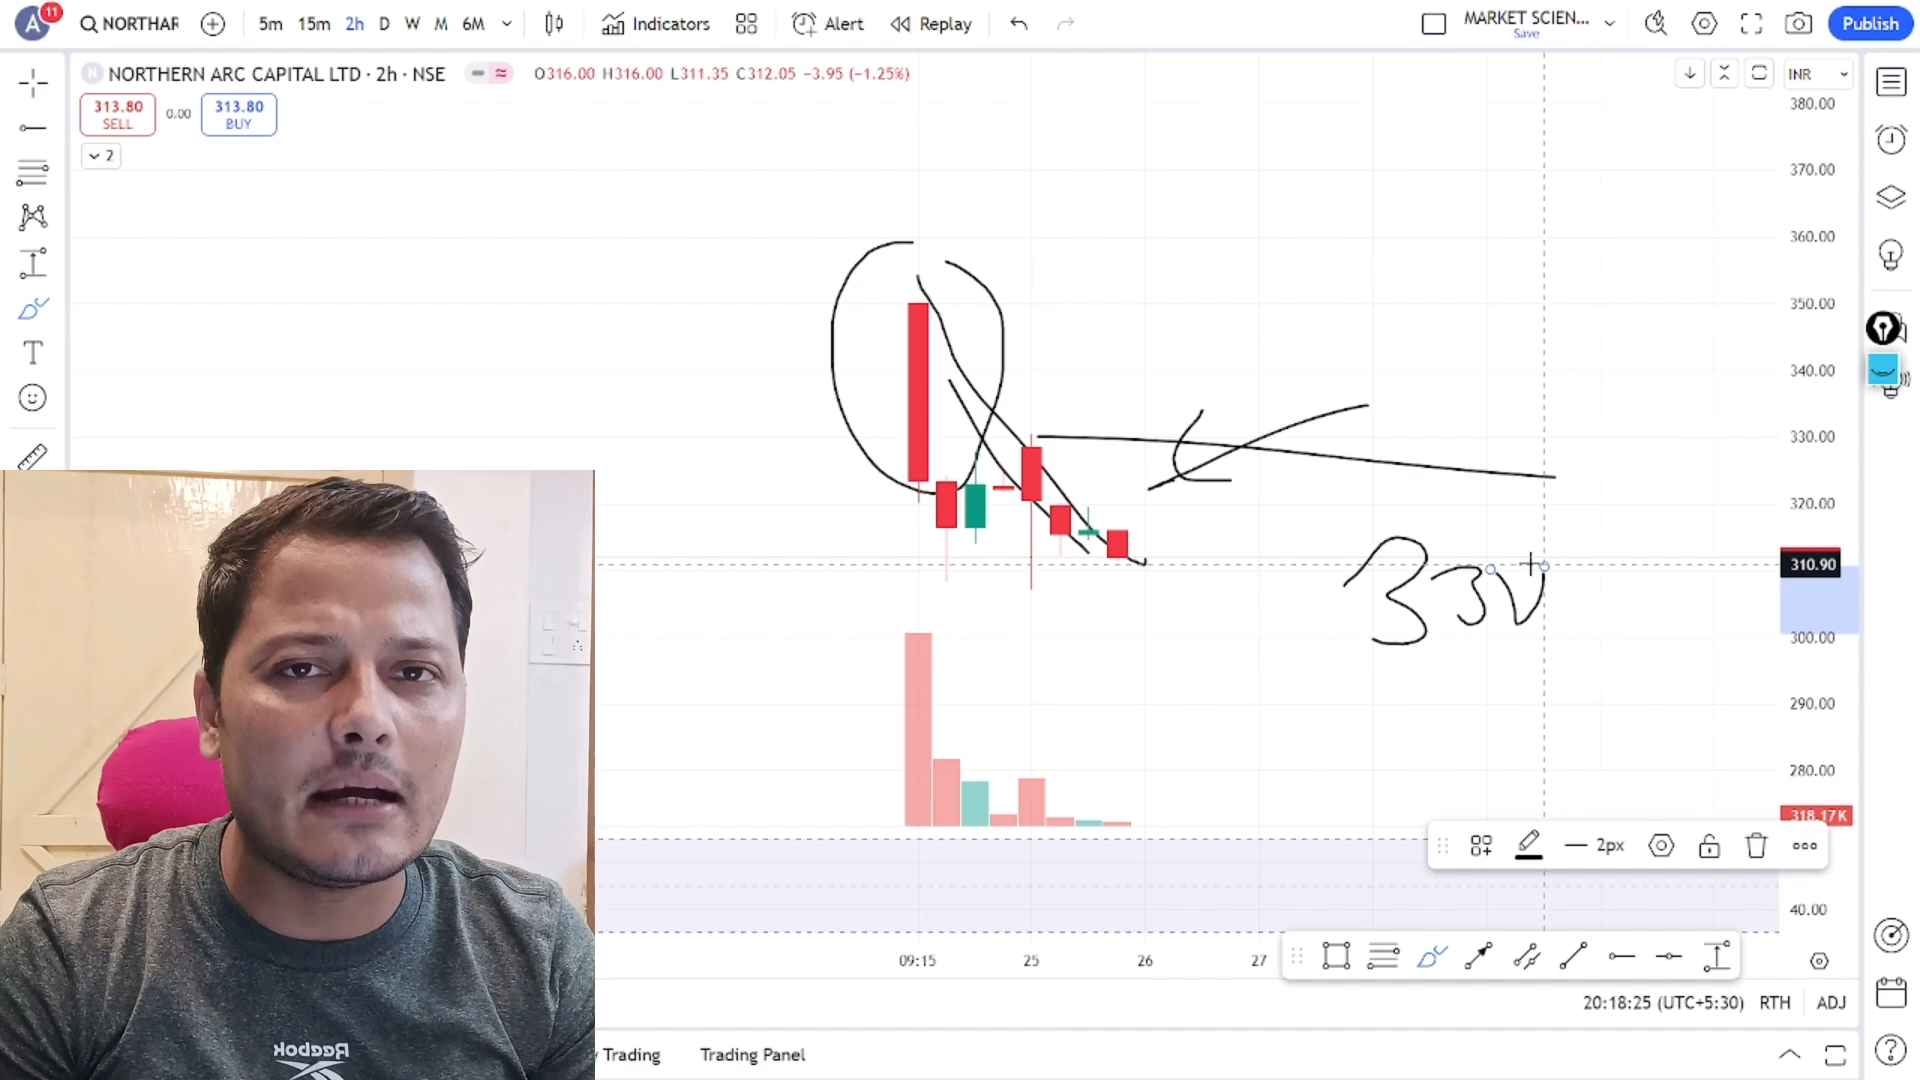 A 11 NORTHAR 5m 15m 2h D W M 6M Indicators Alert Replay MARKET SCIEN... Save Publish
NORTHERN ARC CAPITAL LTD · 2h · NSE O316.00 H316.00 L311.35 C312.05 −3.95 (−1.25%) INR
313.80 SELL 0.00 313.80 BUY
2
380.00
370.00
360.00
350.00
340.00
330.00
320.00
310.90
330
300.00
290.00
280.00
318.17K
2px
40.00
09:15 25 26 27
20:18:25 (UTC+5:30) RTH ADJ
Trading Trading Panel
Reebok